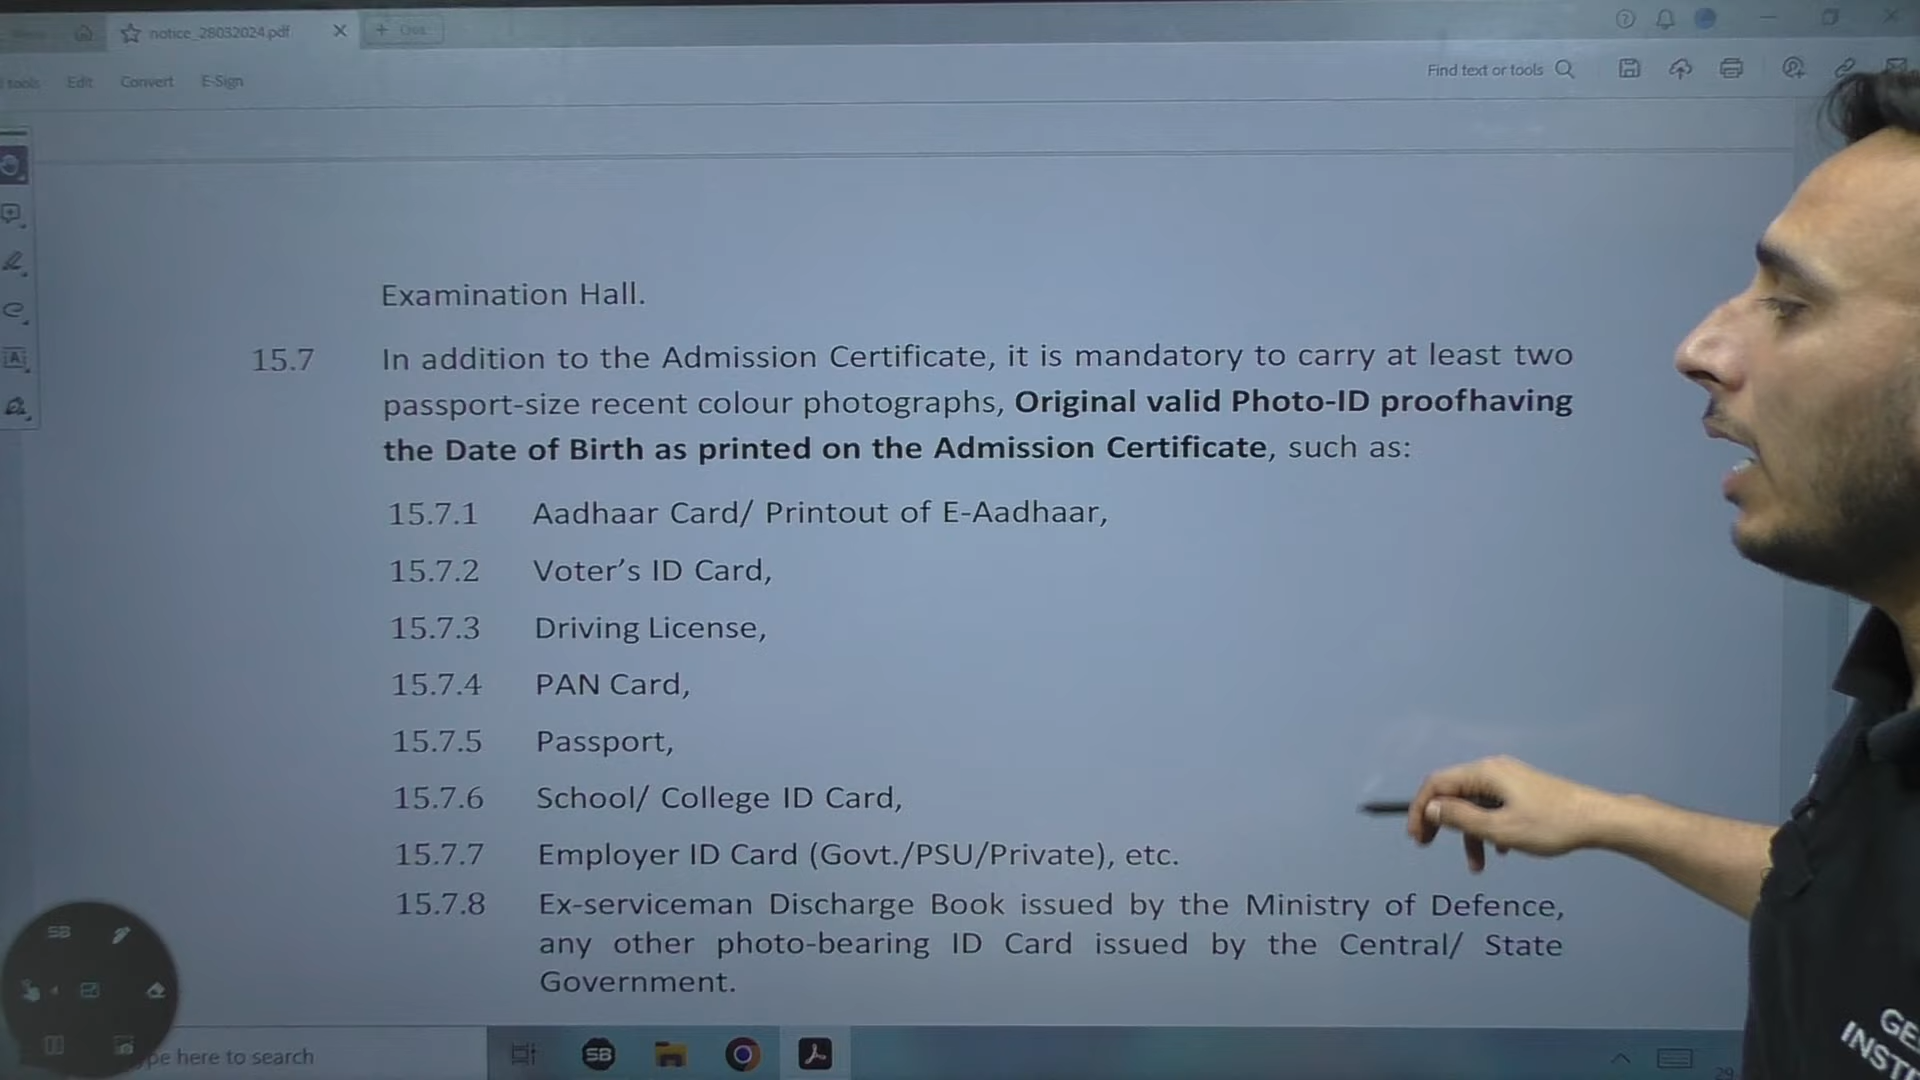 notice_28032024.pdf
tools Edit Convert E-Sign
Find text or tools
Examination Hall.
15.7 In addition to the Admission Certificate, it is mandatory to carry at least two
passport-size recent colour photographs, Original valid Photo-ID proofhaving
the Date of Birth as printed on the Admission Certificate, such as:
15.7.1 Aadhaar Card/ Printout of E-Aadhaar,
15.7.2 Voter’s ID Card,
15.7.3 Driving License,
15.7.4 PAN Card,
15.7.5 Passport,
15.7.6 School/ College ID Card,
15.7.7 Employer ID Card (Govt./PSU/Private), etc.
15.7.8 Ex-serviceman Discharge Book issued by the Ministry of Defence,
any other photo-bearing ID Card issued by the Central/ State
Government.
SB
pe here to search
SB
29
GE
INST